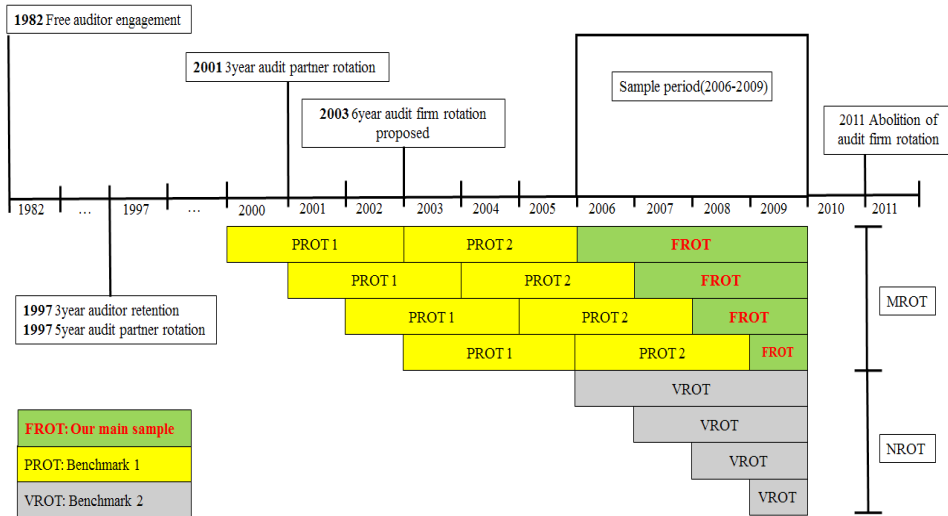 1982 Free auditor engagement
2001 3year audit partner rotation
2003 6year audit firm rotation
proposed
Sample period(2006-2009)
2011 Abolition of
audit firm rotation
1982 ... 1997 ... 2000 2001 2002 2003 2004 2005 2006 2007 2008 2009 2010 2011
PROT 1 PROT 2 FROT
PROT 1 PROT 2 FROT
PROT 1 PROT 2 FROT
PROT 1 PROT 2 FROT
1997 3year auditor retention
1997 5year audit partner rotation
MROT
VROT
VROT
VROT
VROT
NROT
FROT: Our main sample
PROT: Benchmark 1
VROT: Benchmark 2